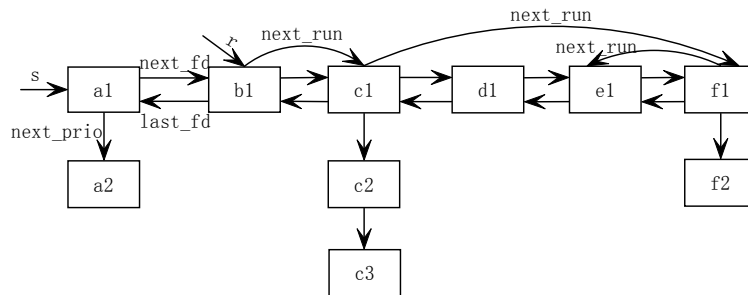 next_run
r
next_run
next_run
s
next_fd
a1
b1
c1
d1
e1
f1
next_prio
last_fd
a2
c2
f2
c3